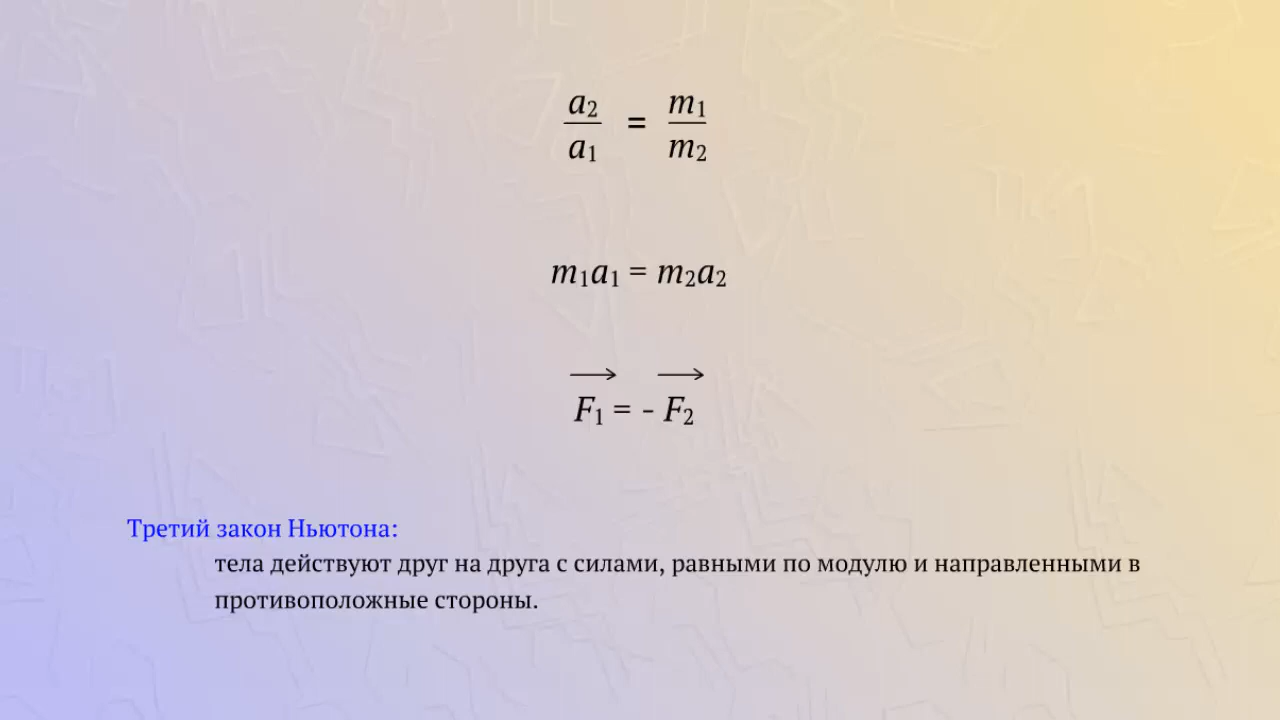 a₂/a₁ = m₁/m₂
m₁a₁ = m₂a₂
F₁ = - F₂
Третий закон Ньютона:
тела действуют друг на друга с силами, равными по модулю и направленными в
противоположные стороны.